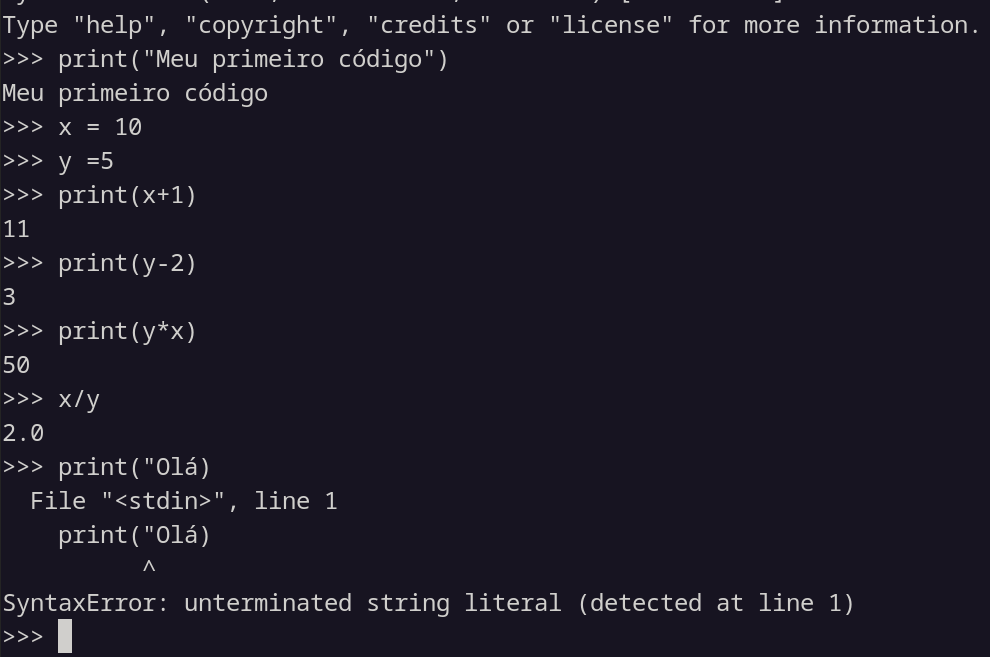 Type "help", "copyright", "credits" or "license" for more information.
>>> print("Meu primeiro código")
Meu primeiro código
>>> x = 10
>>> y =5
>>> print(x+1)
11
>>> print(y-2)
3
>>> print(y*x)
50
>>> x/y
2.0
>>> print("Olá)
  File "<stdin>", line 1
    print("Olá)
          ^
SyntaxError: unterminated string literal (detected at line 1)
>>>